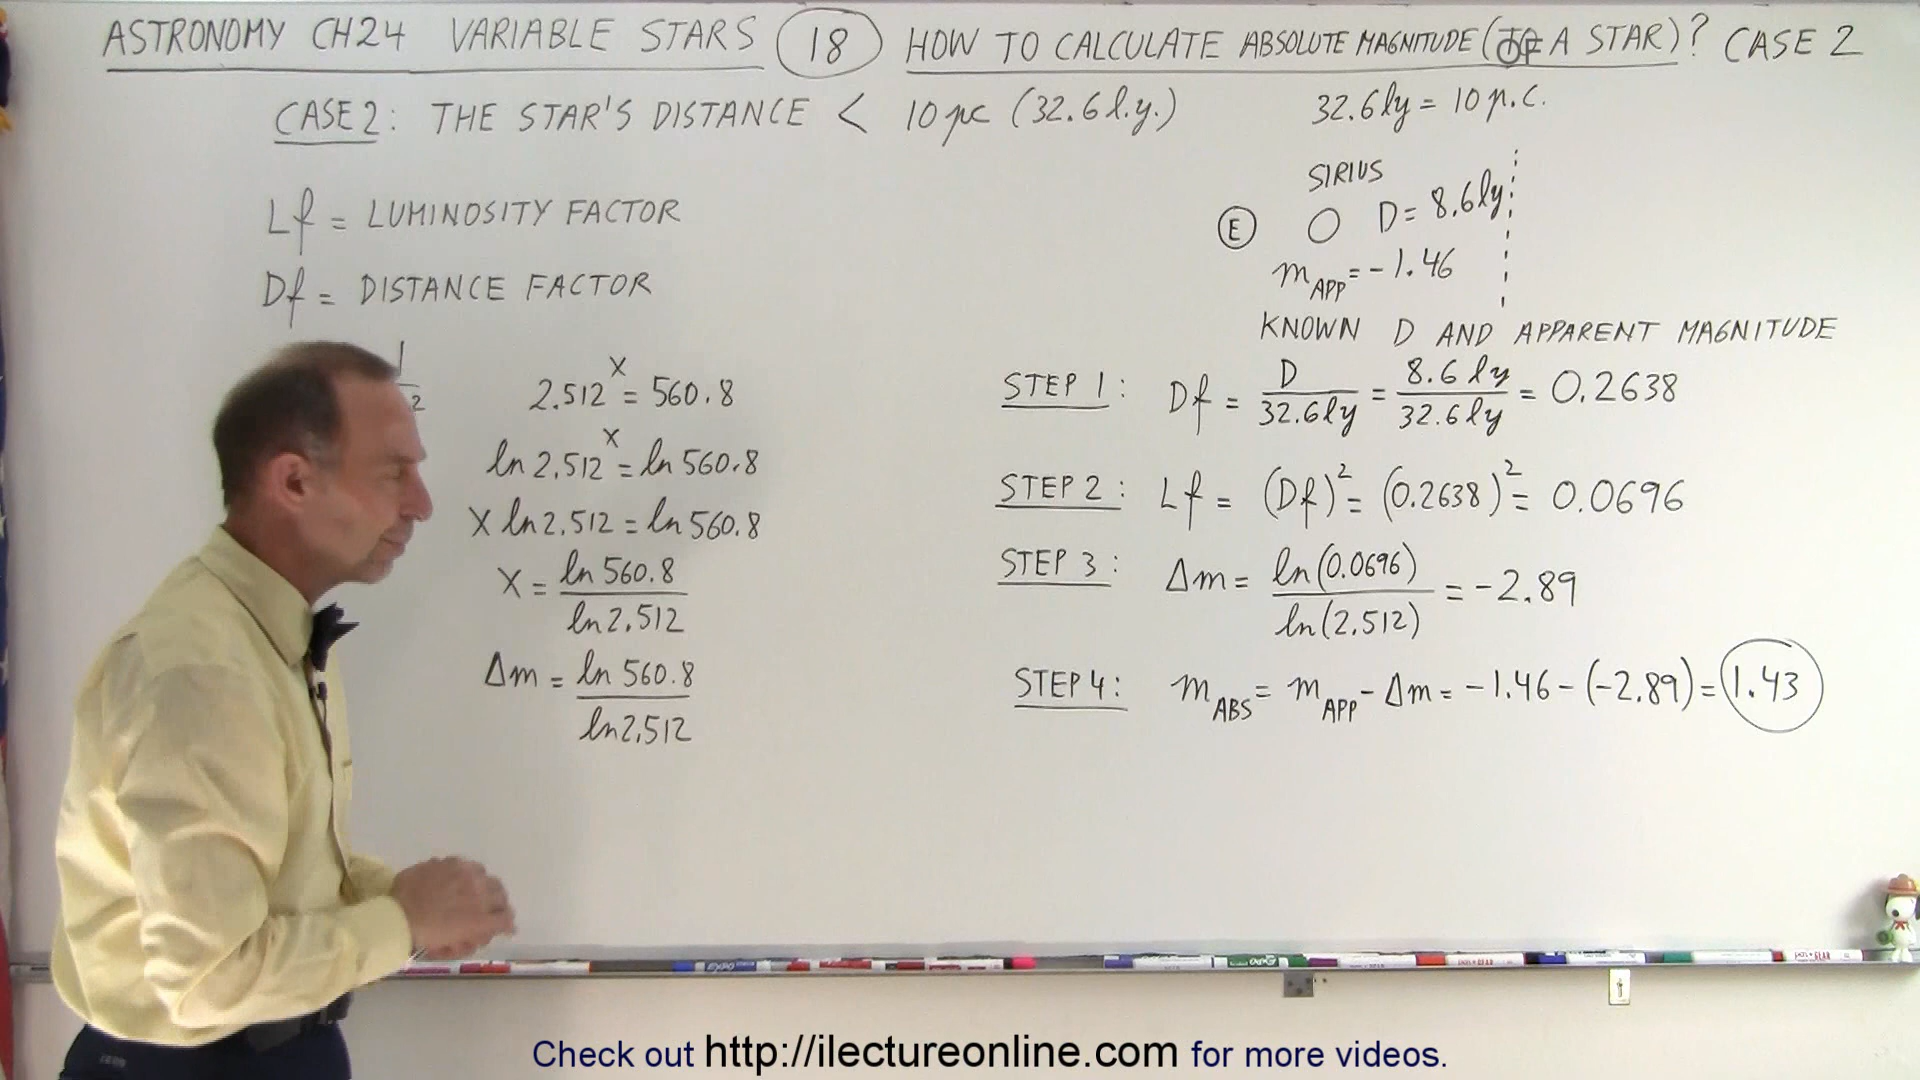 ASTRONOMY CH24 VARIABLE STARS 18 HOW TO CALCULATE ABSOLUTE MAGNITUDE (OF A STAR)? CASE 2
CASE 2: THE STAR'S DISTANCE < 10 pc (32.6 l.y.)
Lf = LUMINOSITY FACTOR
Df = DISTANCE FACTOR
1
2
2.512^x = 560.8
ln 2.512^x = ln 560.8
x ln 2.512 = ln 560.8
x = ln 560.8 / ln 2.512
Δm = ln 560.8 / ln 2.512
32.6 ly = 10 p.c.
SIRIUS
E D = 8.6 ly
m_APP = -1.46
KNOWN D AND APPARENT MAGNITUDE
STEP 1: Df = D / 32.6 ly = 8.6 ly / 32.6 ly = 0.2638
STEP 2: Lf = (Df)^2 = (0.2638)^2 = 0.0696
STEP 3: Δm = ln(0.0696) / ln(2.512) = -2.89
STEP 4: m_ABS = m_APP - Δm = -1.46 - (-2.89) = 1.43
EXPO
Check out http://ilectureonline.com for more videos.